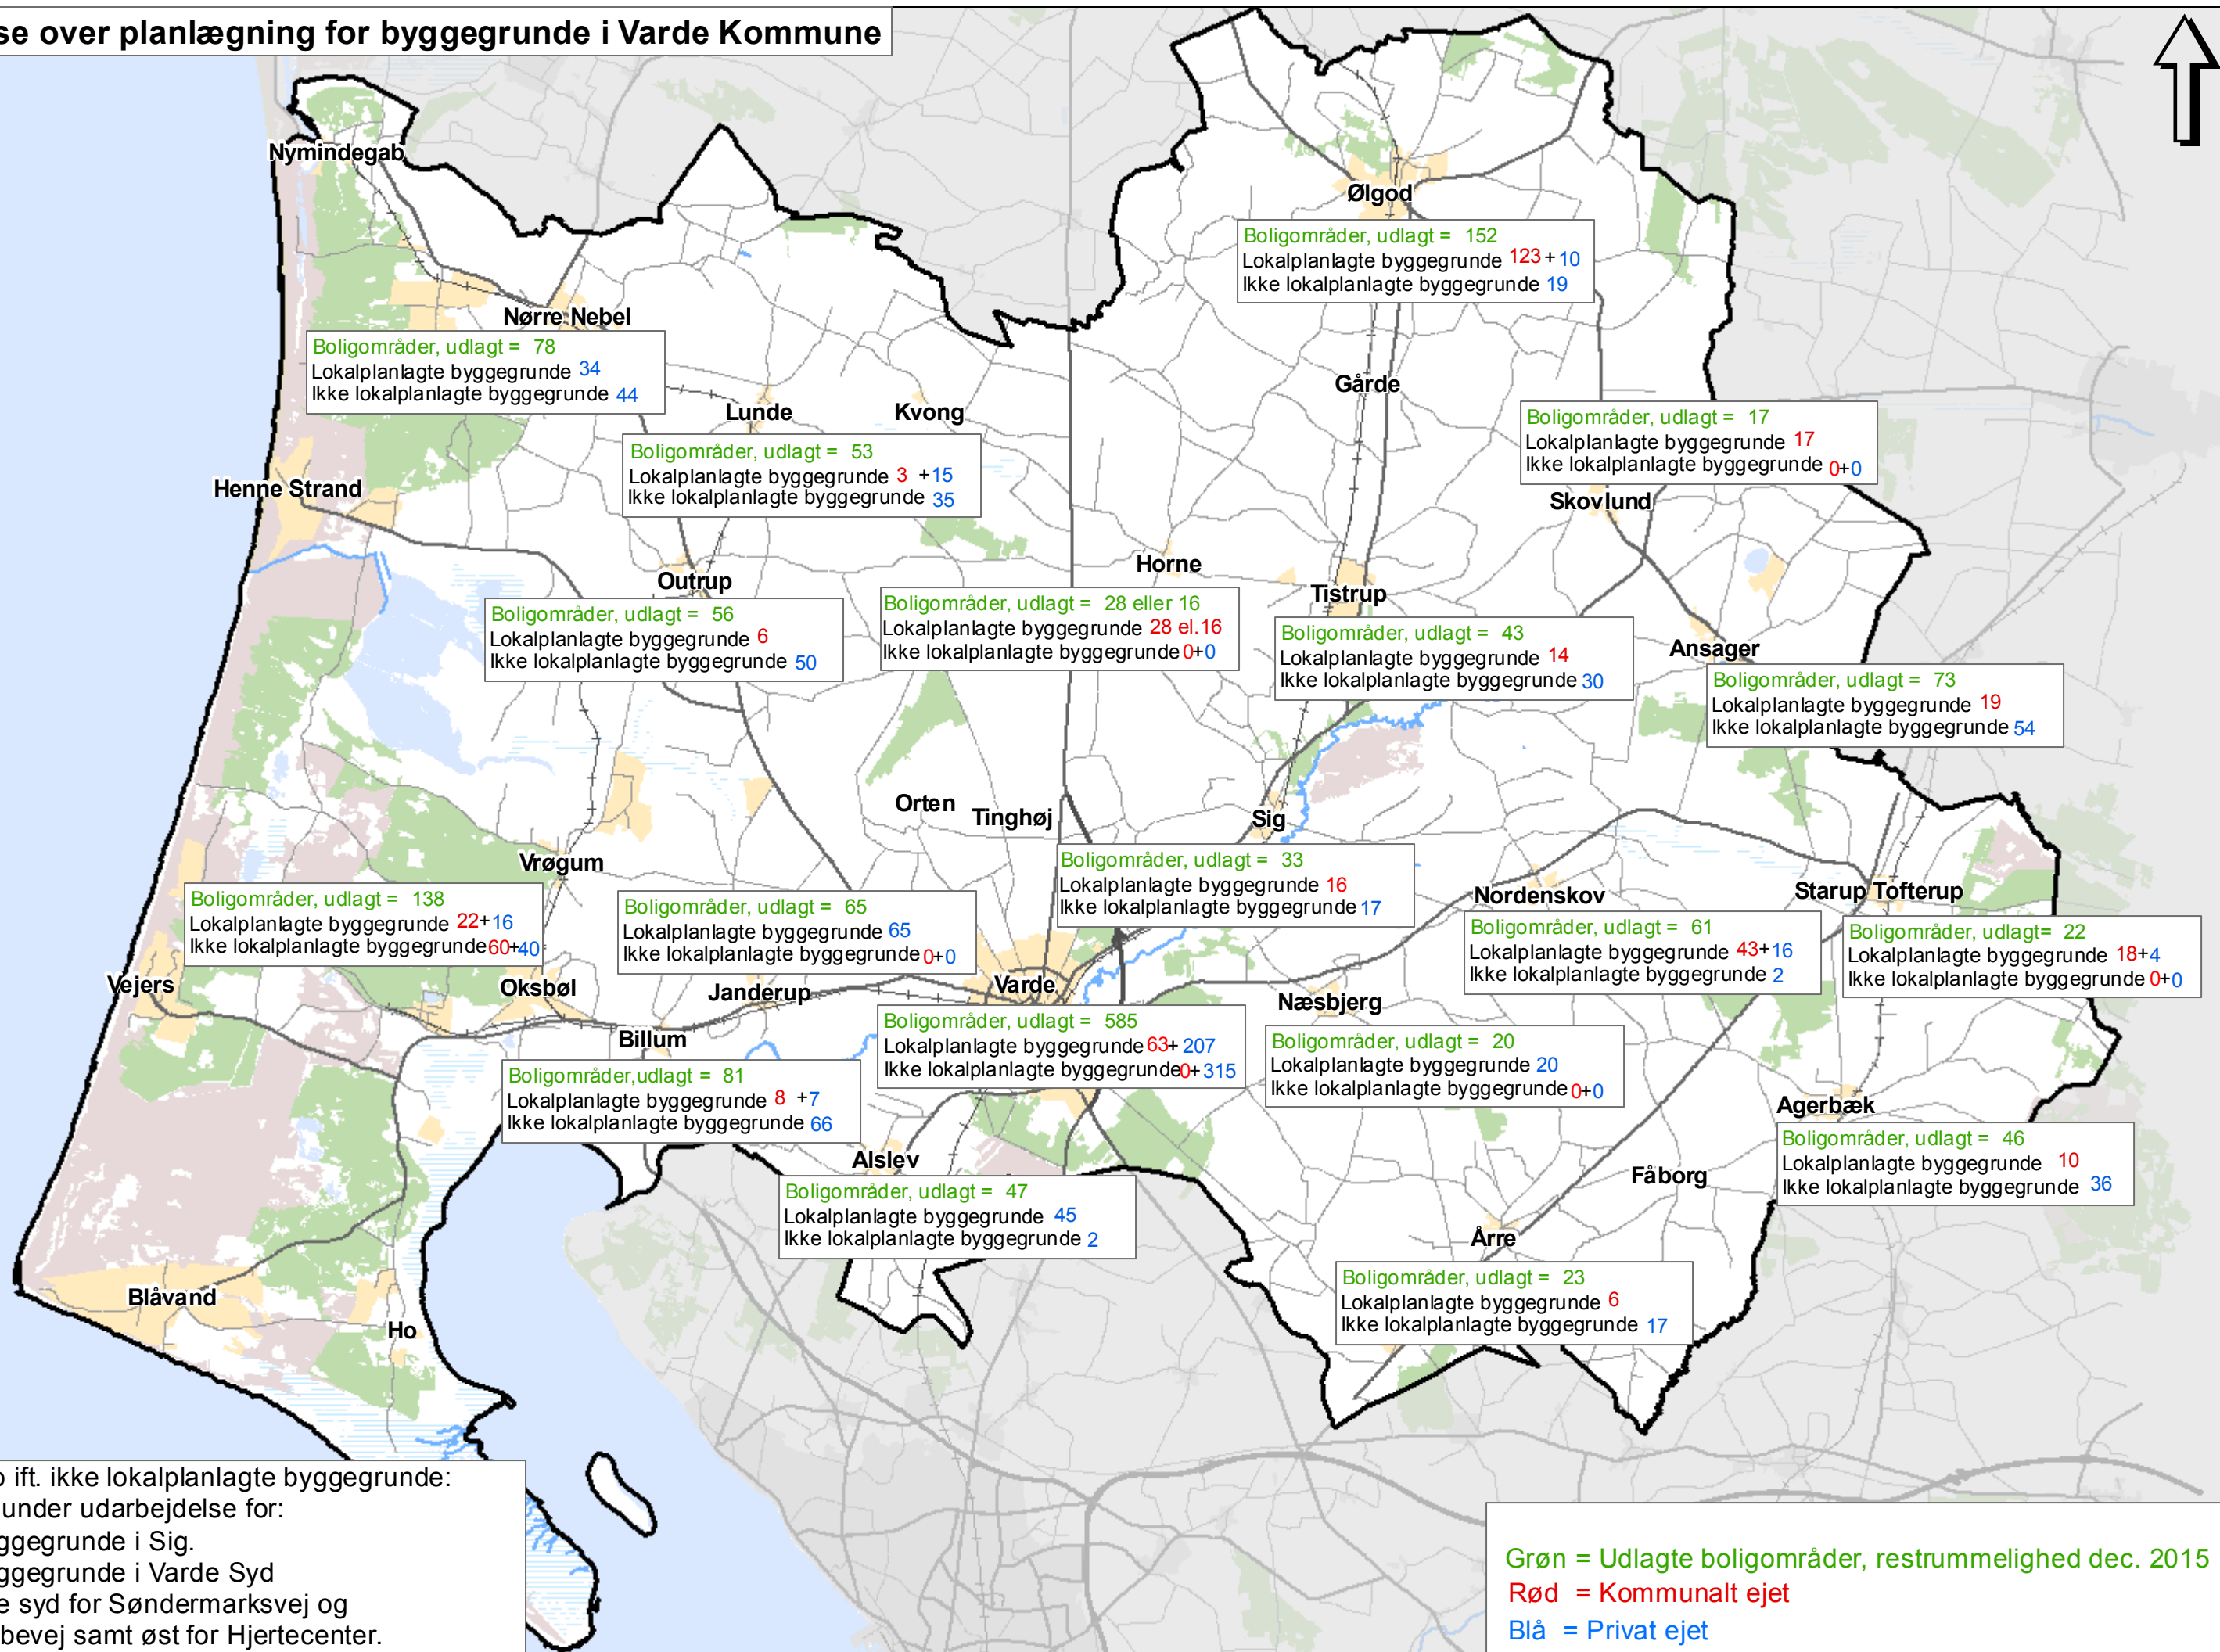 se over planlægning for byggegrunde i Varde Kommune
Nymindegab
Ølgod
Boligområder, udlagt = 152
Lokalplanlagte byggegrunde 123+10
Ikke lokalplanlagte byggegrunde 19
Nørre Nebel
Boligområder, udlagt = 78
Lokalplanlagte byggegrunde 34
Ikke lokalplanlagte byggegrunde 44
Gårde
Lunde
Kvong
Boligområder, udlagt = 53
Lokalplanlagte byggegrunde 3 +15
Ikke lokalplanlagte byggegrunde 35
Boligområder, udlagt = 17
Lokalplanlagte byggegrunde 17
Ikke lokalplanlagte byggegrunde 0+0
Skovlund
Henne Strand
Horne
Outrup
Tistrup
Boligområder, udlagt = 56
Lokalplanlagte byggegrunde 6
Ikke lokalplanlagte byggegrunde 50
Boligområder, udlagt = 28 eller 16
Lokalplanlagte byggegrunde 28 el.16
Ikke lokalplanlagte byggegrunde 0+0
Boligområder, udlagt = 43
Lokalplanlagte byggegrunde 14
Ikke lokalplanlagte byggegrunde 30
Ansager
Boligområder, udlagt = 73
Lokalplanlagte byggegrunde 19
Ikke lokalplanlagte byggegrunde 54
Orten
Tinghøj
Sig
Vrøgum
Boligområder, udlagt = 33
Lokalplanlagte byggegrunde 16
Ikke lokalplanlagte byggegrunde 17
Nordenskov
Starup Tofterup
Boligområder, udlagt = 138
Lokalplanlagte byggegrunde 22+16
Ikke lokalplanlagte byggegrunde 60+40
Boligområder, udlagt = 65
Lokalplanlagte byggegrunde 65
Ikke lokalplanlagte byggegrunde 0+0
Boligområder, udlagt = 61
Lokalplanlagte byggegrunde 43+16
Ikke lokalplanlagte byggegrunde 2
Boligområder, udlagt= 22
Lokalplanlagte byggegrunde 18+4
Ikke lokalplanlagte byggegrunde 0+0
Vejers
Oksbøl
Janderup
Varde
Næsbjerg
Billum
Boligområder, udlagt = 585
Lokalplanlagte byggegrunde 63+ 207
Ikke lokalplanlagte byggegrunde 0+ 315
Boligområder, udlagt = 20
Lokalplanlagte byggegrunde 20
Ikke lokalplanlagte byggegrunde 0+0
Boligområder,udlagt = 81
Lokalplanlagte byggegrunde 8 +7
Ikke lokalplanlagte byggegrunde 66
Agerbæk
Boligområder, udlagt = 46
Lokalplanlagte byggegrunde 10
Ikke lokalplanlagte byggegrunde 36
Alslev
Fåborg
Boligområder, udlagt = 47
Lokalplanlagte byggegrunde 45
Ikke lokalplanlagte byggegrunde 2
Årre
Boligområder, udlagt = 23
Lokalplanlagte byggegrunde 6
Ikke lokalplanlagte byggegrunde 17
Blåvand
Ho
ift. ikke lokalplanlagte byggegrunde:
under udarbejdelse for:
ggegrunde i Sig.
ggegrunde i Varde Syd
e syd for Søndermarksvej og
bevej samt øst for Hjertecenter.
Grøn = Udlagte boligområder, restrummelighed dec. 2015
Rød = Kommunalt ejet
Blå = Privat ejet